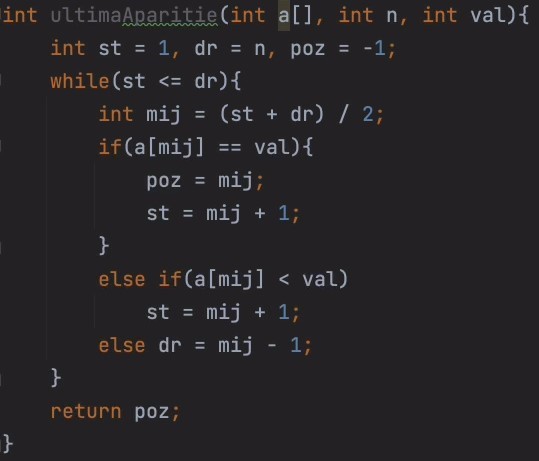 int ultimaAparitie(int a[], int n, int val){
    int st = 1, dr = n, poz = -1;
    while(st <= dr){
        int mij = (st + dr) / 2;
        if(a[mij] == val){
            poz = mij;
            st = mij + 1;
        }
        else if(a[mij] < val)
            st = mij + 1;
        else dr = mij - 1;
    }
    return poz;
}